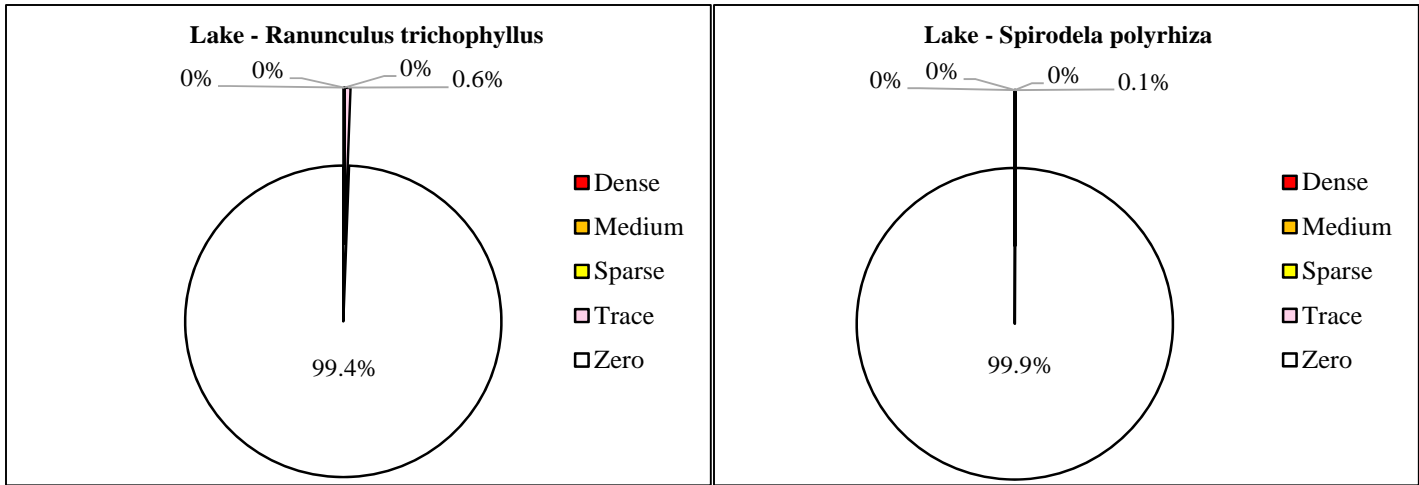 Lake - Ranunculus trichophyllus
0%
0%
0%
0.6%
Dense
Medium
Sparse
Trace
Zero
99.4%
Lake - Spirodela polyrhiza
0%
0%
0%
0.1%
Dense
Medium
Sparse
Trace
Zero
99.9%